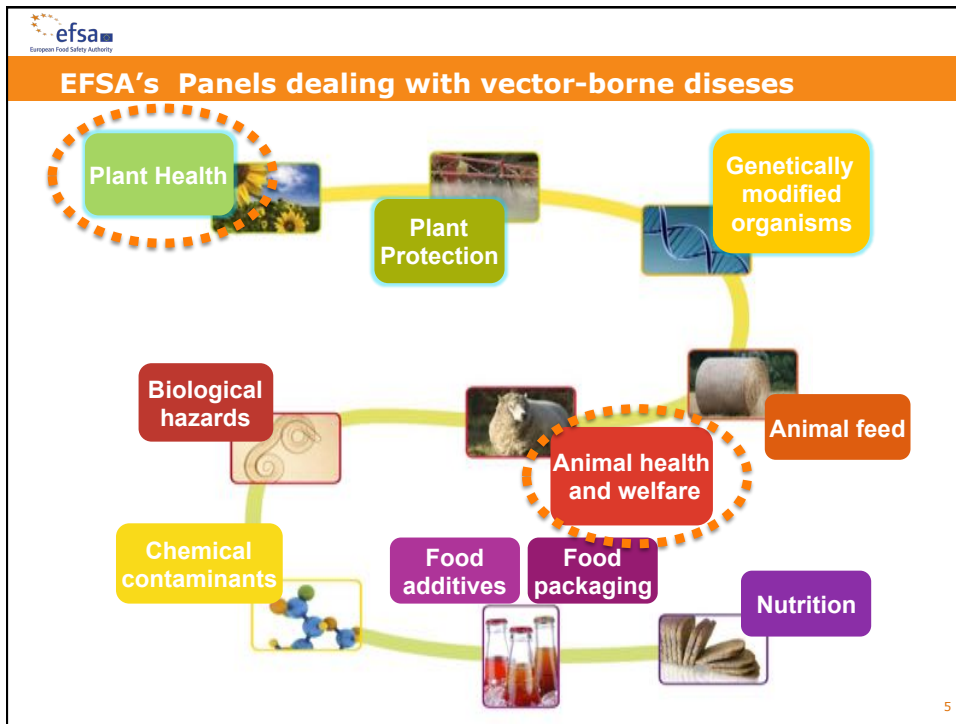 efsa
European Food Safety Authority
EFSA's Panels dealing with vector-borne diseses
Plant Health
Plant
Protection
Genetically
modified
organisms
Biological
hazards
Animal health
and welfare
Animal feed
Chemical
contaminants
Food
additives
Food
packaging
Nutrition
5